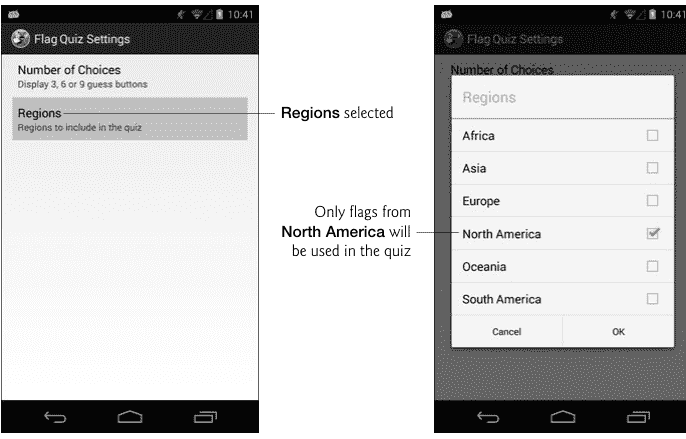 10:41
Flag Quiz Settings
Number of Choices
Display 3, 6 or 9 guess buttons
Regions
Regions to include in the quiz
Regions selected
Only flags from
North America will
be used in the quiz
10:41
Flag Quiz Settings
Number of Choices
Regions
Africa
Asia
Europe
North America
Oceania
South America
Cancel OK